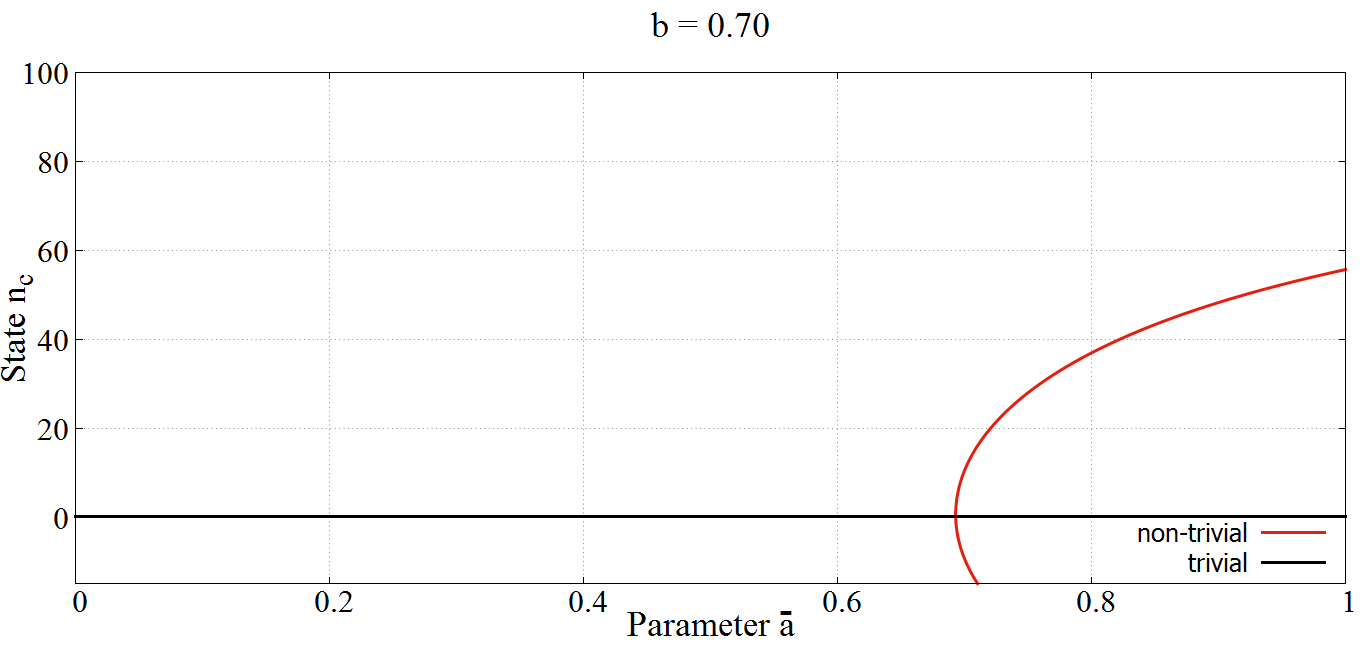 b = 0.70
100
80
60
40
20
0
State n_c
non-trivial
trivial
0 0.2 0.4 0.6 0.8 1
Parameter ā